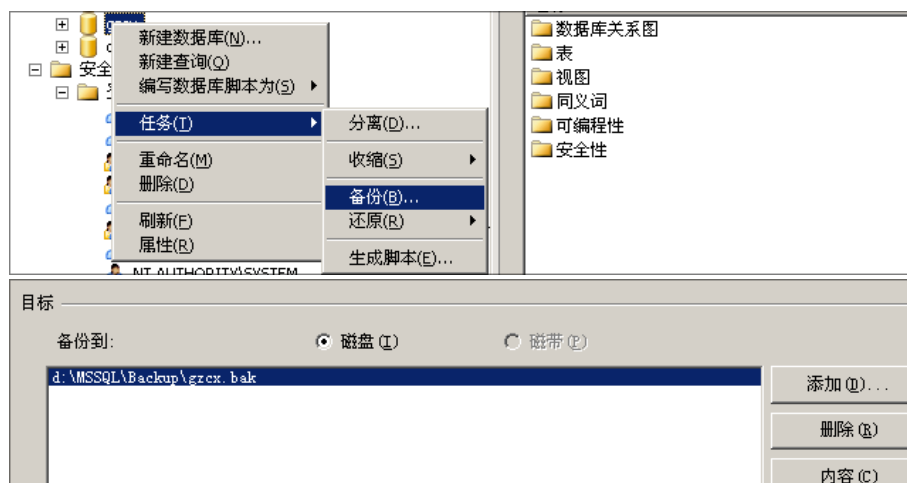 新建数据库(N)...
新建查询(Q)
编写数据库脚本为(S)
任务(T)
重命名(M)
删除(D)
刷新(F)
属性(R)
分离(D)...
收缩(S)
备份(B)...
还原(R)
生成脚本(E)...
安全
NT AUTHORITY\SYSTEM
数据库关系图
表
视图
同义词
可编程性
安全性
目标
备份到:
磁盘(I)
磁带(P)
d:\MSSQL\Backup\gzcx.bak
添加(D)...
删除(R)
内容(C)